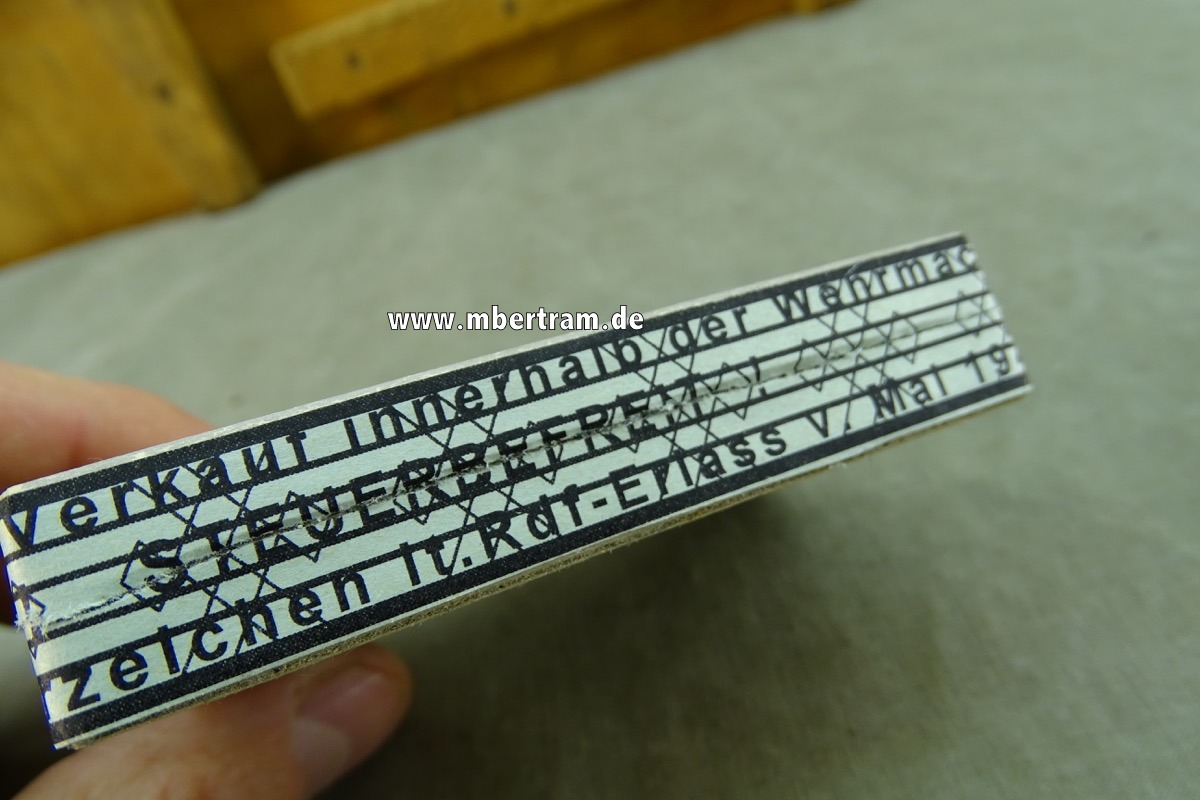 www.mbertram.de
Verkauf innerhalb der Wehrmac
STEUERBEFREIT!
zeichen lt. Rdf-Erlass v. Mai 19